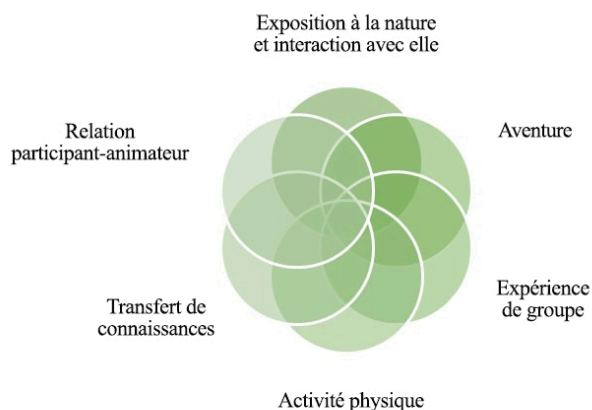 Exposition à la nature
et interaction avec elle
Relation
participant-animateur
Aventure
Transfert de
connaissances
Expérience
de groupe
Activité physique